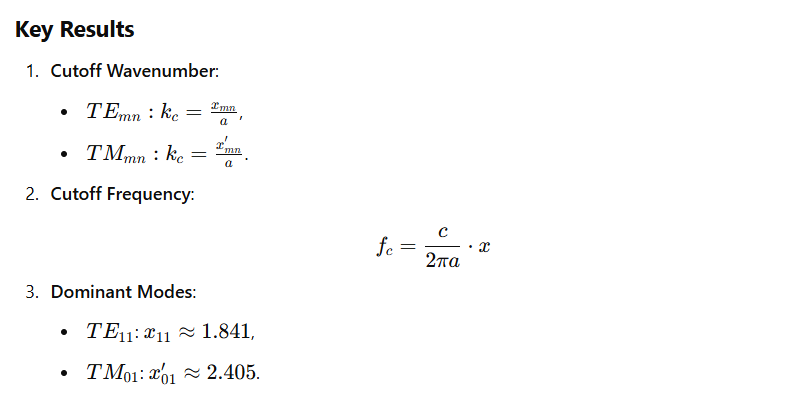 Key Results
1. Cutoff Wavenumber:
• $TE_{mn} : k_c = \frac{x_{mn}}{a}$,
• $TM_{mn} : k_c = \frac{x'_{mn}}{a}$.
2. Cutoff Frequency:
$f_c = \frac{c}{2\pi a} \cdot x$
3. Dominant Modes:
• $TE_{11}$: $x_{11} \approx 1.841$,
• $TM_{01}$: $x'_{01} \approx 2.405$.